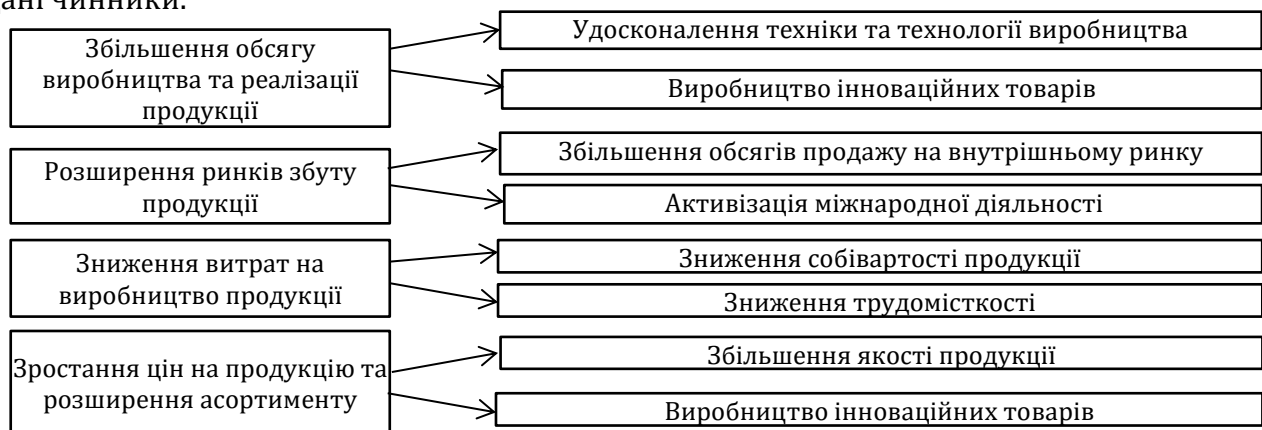 ані чинники:
Збільшення обсягу
виробництва та реалізації
продукції
Удосконалення техніки та технології виробництва
Виробництво інноваційних товарів
Розширення ринків збуту
продукції
Збільшення обсягів продажу на внутрішньому ринку
Активізація міжнародної діяльності
Зниження витрат на
виробництво продукції
Зниження собівартості продукції
Зниження трудомісткості
Зростання цін на продукцію та
розширення асортименту
Збільшення якості продукції
Виробництво інноваційних товарів